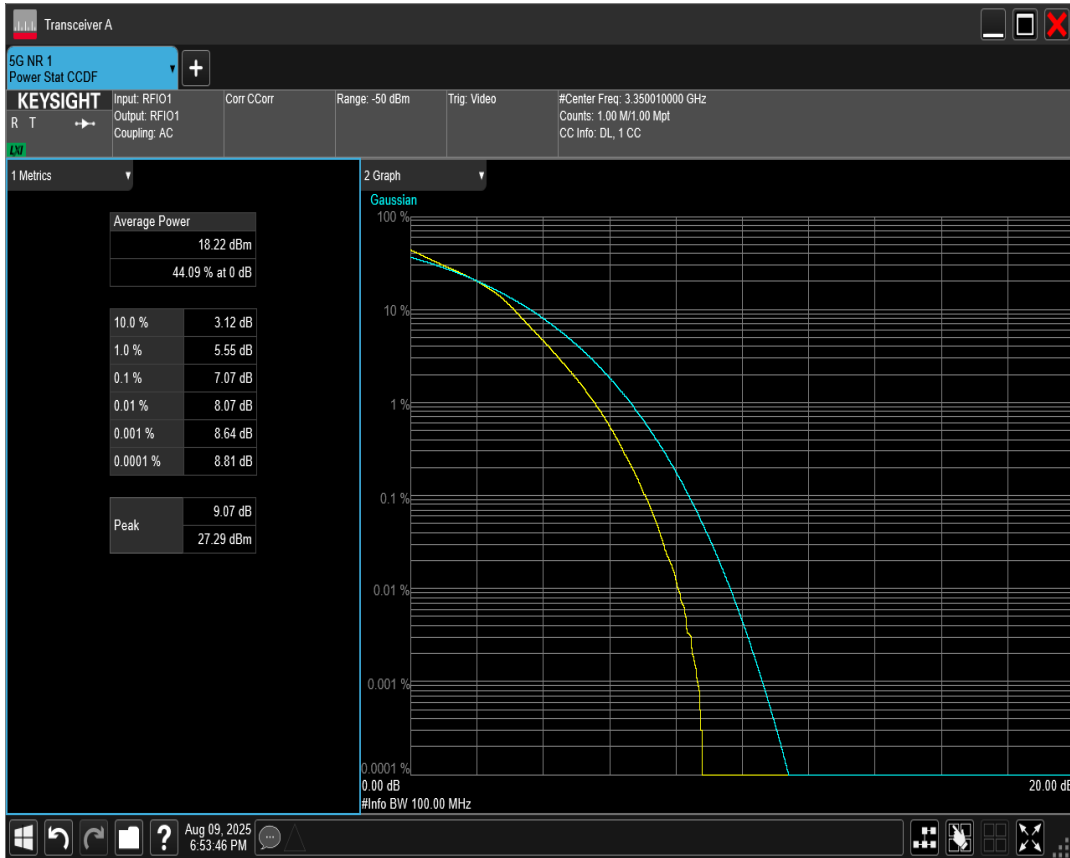 Transceiver A
5G NR 1
Power Stat CCDF
KEYSIGHT
R T
LXI
Input: RFIO1
Output: RFIO1
Coupling: AC
Corr CCorr
Range: -50 dBm
Trig: Video
#Center Freq: 3.350010000 GHz
Counts: 1.00 M/1.00 Mpt
CC Info: DL, 1 CC
1 Metrics
Average Power
18.22 dBm
44.09 % at 0 dB
10.0 % 3.12 dB
1.0 % 5.55 dB
0.1 % 7.07 dB
0.01 % 8.07 dB
0.001 % 8.64 dB
0.0001 % 8.81 dB
Peak
9.07 dB
27.29 dBm
2 Graph
Gaussian
100 %
10 %
1 %
0.1 %
0.01 %
0.001 %
0.0001 %
0.00 dB 20.00 dB
#Info BW 100.00 MHz
? Aug 09, 2025
6:53:46 PM